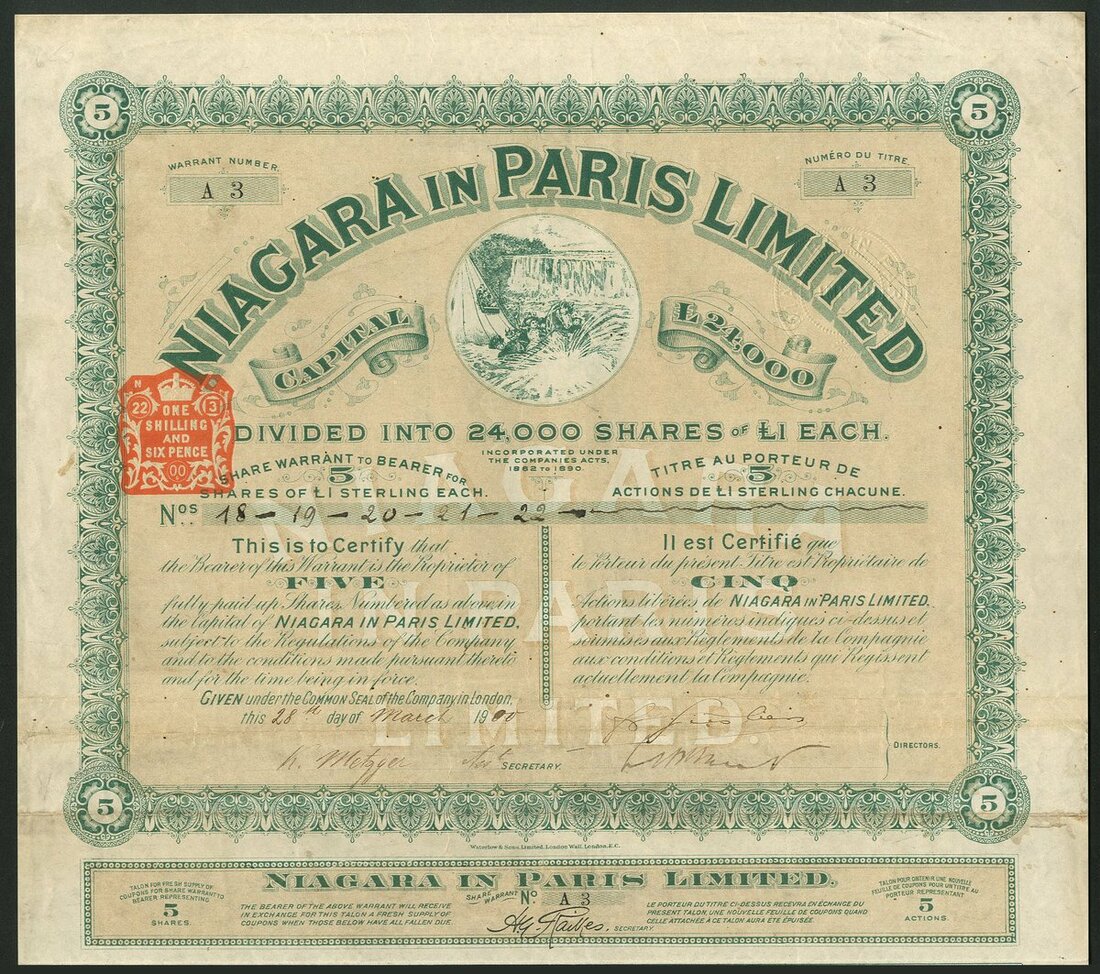 5
5
WARRANT NUMBER.
A 3
NUMÉRO DU TITRE.
A 3
NIAGARA IN PARIS LIMITED
CAPITAL
£24,000
N
22
3
ONE
SHILLING
AND
SIX PENCE
00
DIVIDED INTO 24,000 SHARES OF £1 EACH.
INCORPORATED UNDER
THE COMPANIES ACTS,
1862 TO 1890.
SHARE WARRANT TO BEARER FOR
5
SHARES OF £1 STERLING EACH.
TITRE AU PORTEUR DE
5
ACTIONS DE £1 STERLING CHACUNE.
Nos 18 – 19 – 20 – 21 – 22 –
This is to Certify that
the Bearer of this Warrant is the Proprietor of
FIVE
fully paid up Shares, Numbered as above, in
the Capital of NIAGARA IN PARIS LIMITED,
subject to the Regulations of the Company
and to the conditions made pursuant thereto
and for the time being in force.
GIVEN under the COMMON SEAL of the Company in London,
this 28th day of March 1900
Il est Certifié que
le Porteur du présent Titre est Propriétaire de
CINQ
Actions libérées de NIAGARA IN PARIS LIMITED,
portant les numéros indiqués ci-dessus et
soumises aux Règlements de la Compagnie
aux conditions et Règlements qui Régissent
actuellement la Compagnie.
K. Metzger
SECRETARY.
DIRECTORS.
NIAGARA
IN PARIS
LIMITED.
5
5
Waterlow & Sons, Limited, London Wall, London, E.C.
TALON FOR FRESH SUPPLY OF
COUPONS FOR SHARE WARRANT TO
BEARER REPRESENTING
5
SHARES.
NIAGARA IN PARIS LIMITED.
SHARE WARRANT No A 3
THE BEARER OF THE ABOVE WARRANT WILL RECEIVE
IN EXCHANGE FOR THIS TALON A FRESH SUPPLY OF
COUPONS WHEN THOSE BELOW HAVE ALL FALLEN DUE.
SECRETARY.
LE PORTEUR DU TITRE CI-DESSUS RECEVRA EN ÉCHANGE DU
PRÉSENT TALON, UNE NOUVELLE FEUILLE DE COUPONS QUAND
CELLE ATTACHÉE À CE TALON AURA ÉTÉ ÉPUISÉE.
TALON POUR OBTENIR UNE NOUVELLE
FEUILLE DE COUPONS POUR UN TITRE AU
PORTEUR REPRÉSENTANT
5
ACTIONS.